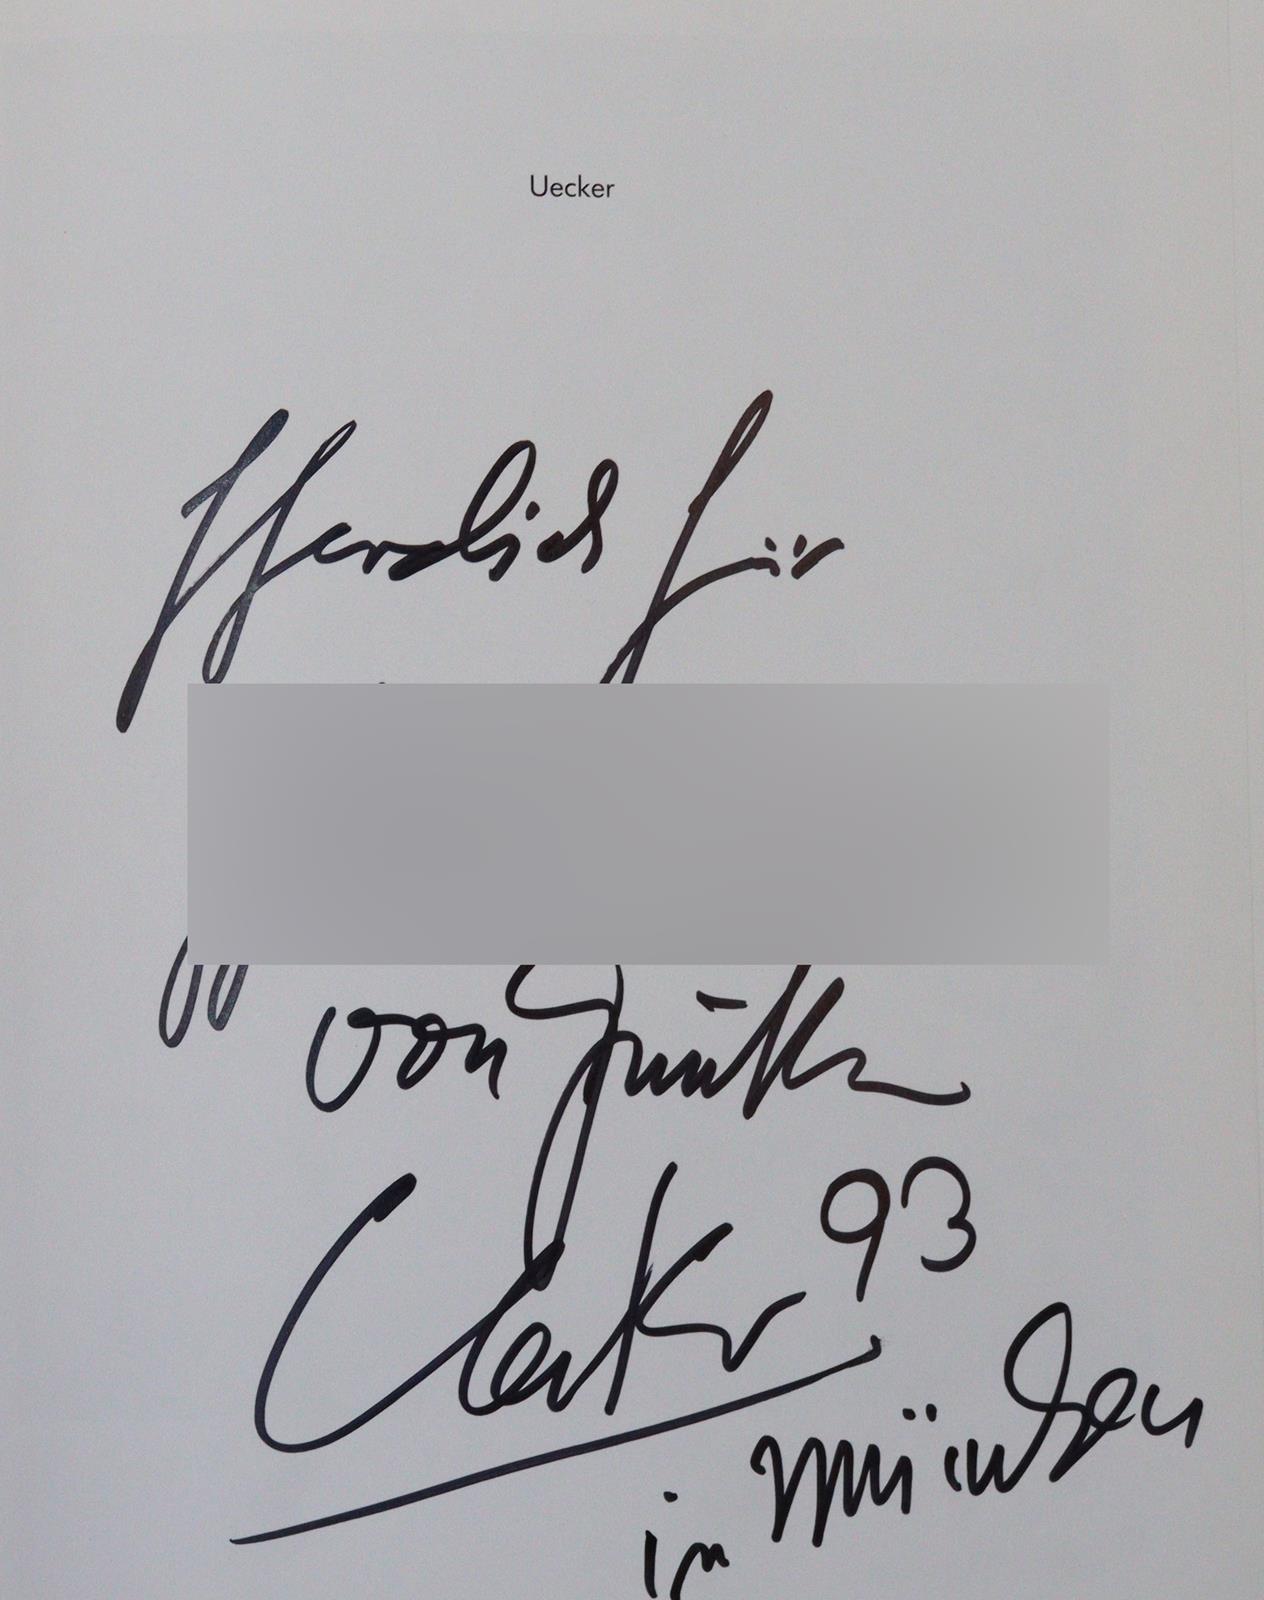 Uecker
Herzlich für
von Günther
Uecker 93
in München